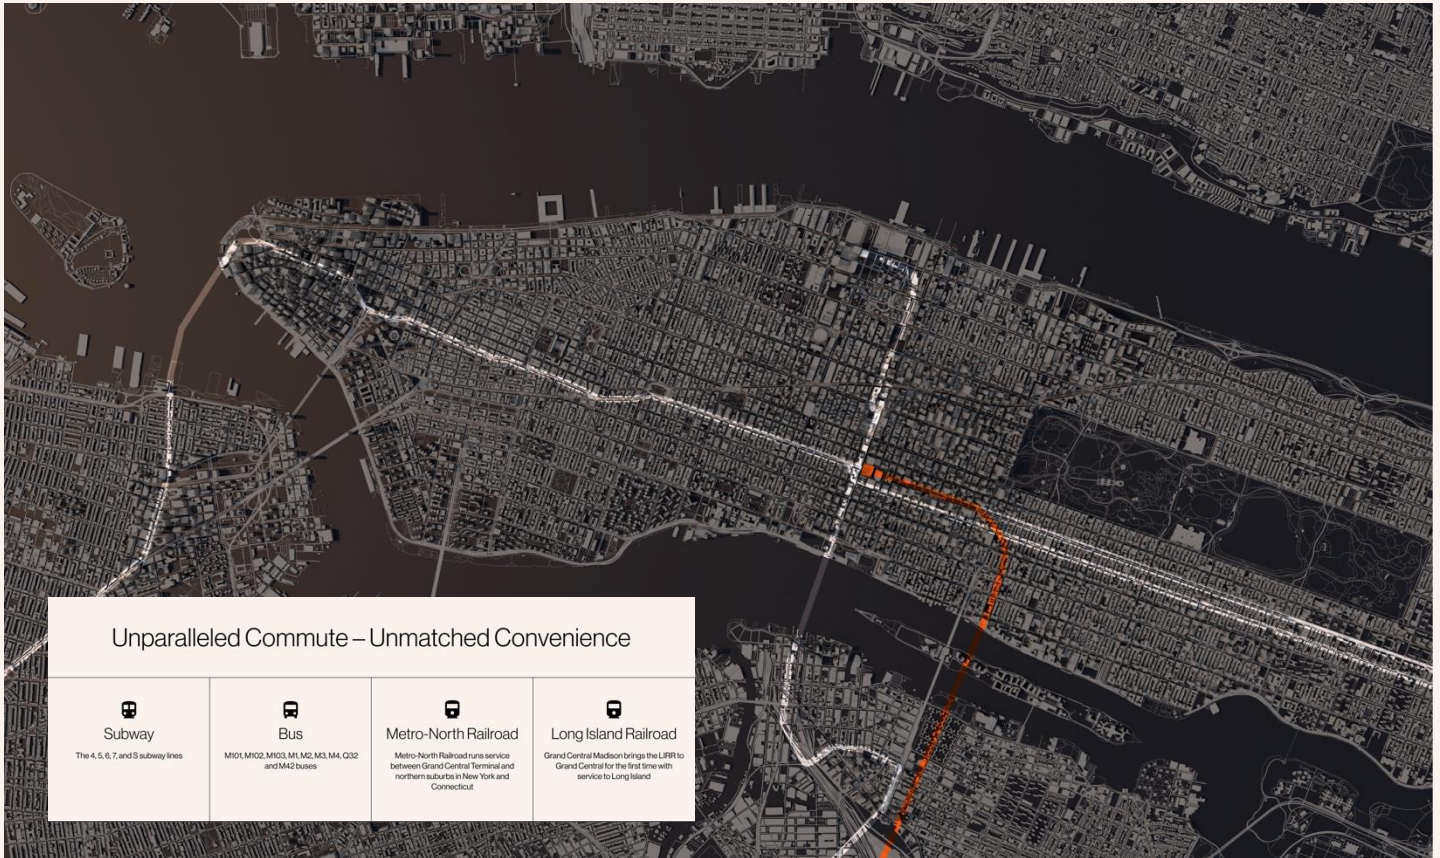 Unparalleled Commute – Unmatched Convenience
Subway
The 4, 5, 6, 7, and S subway lines
Bus
M101, M102, M103, M1, M2, M3, M4, Q32
and M42 buses
Metro-North Railroad
Metro-North Railroad runs service
between Grand Central Terminal and
northern suburbs in New York and
Connecticut
Long Island Railroad
Grand Central Madison brings the LIRR to
Grand Central for the first time with
service to Long Island